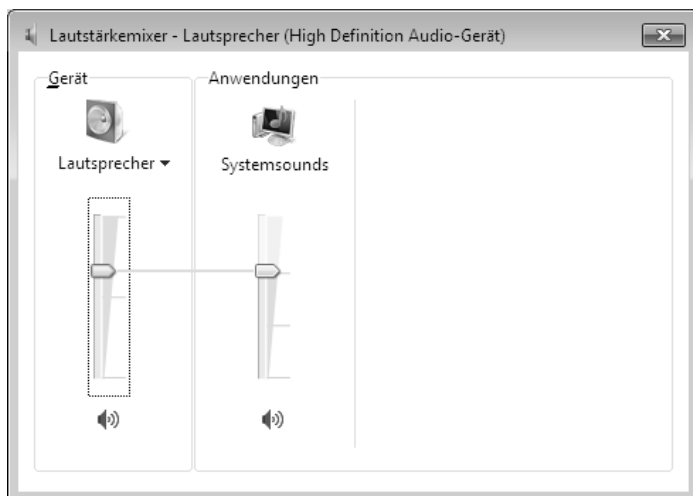 Lautstärkemixer - Lautsprecher (High Definition Audio-Gerät)
Gerät
Lautsprecher
Anwendungen
Systemsounds